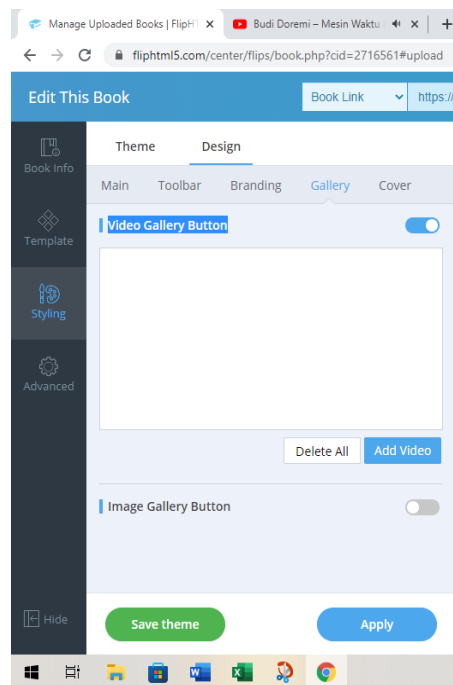 Manage Uploaded Books | FlipHT
Budi Doremi – Mesin Waktu
fliphtml5.com/center/flips/book.php?cid=2716561#upload
Edit This Book
Book Link
https://
Book Info
Theme
Design
Main
Toolbar
Branding
Gallery
Cover
Template
Video Gallery Button
Styling
Advanced
Delete All
Add Video
Image Gallery Button
Hide
Save theme
Apply